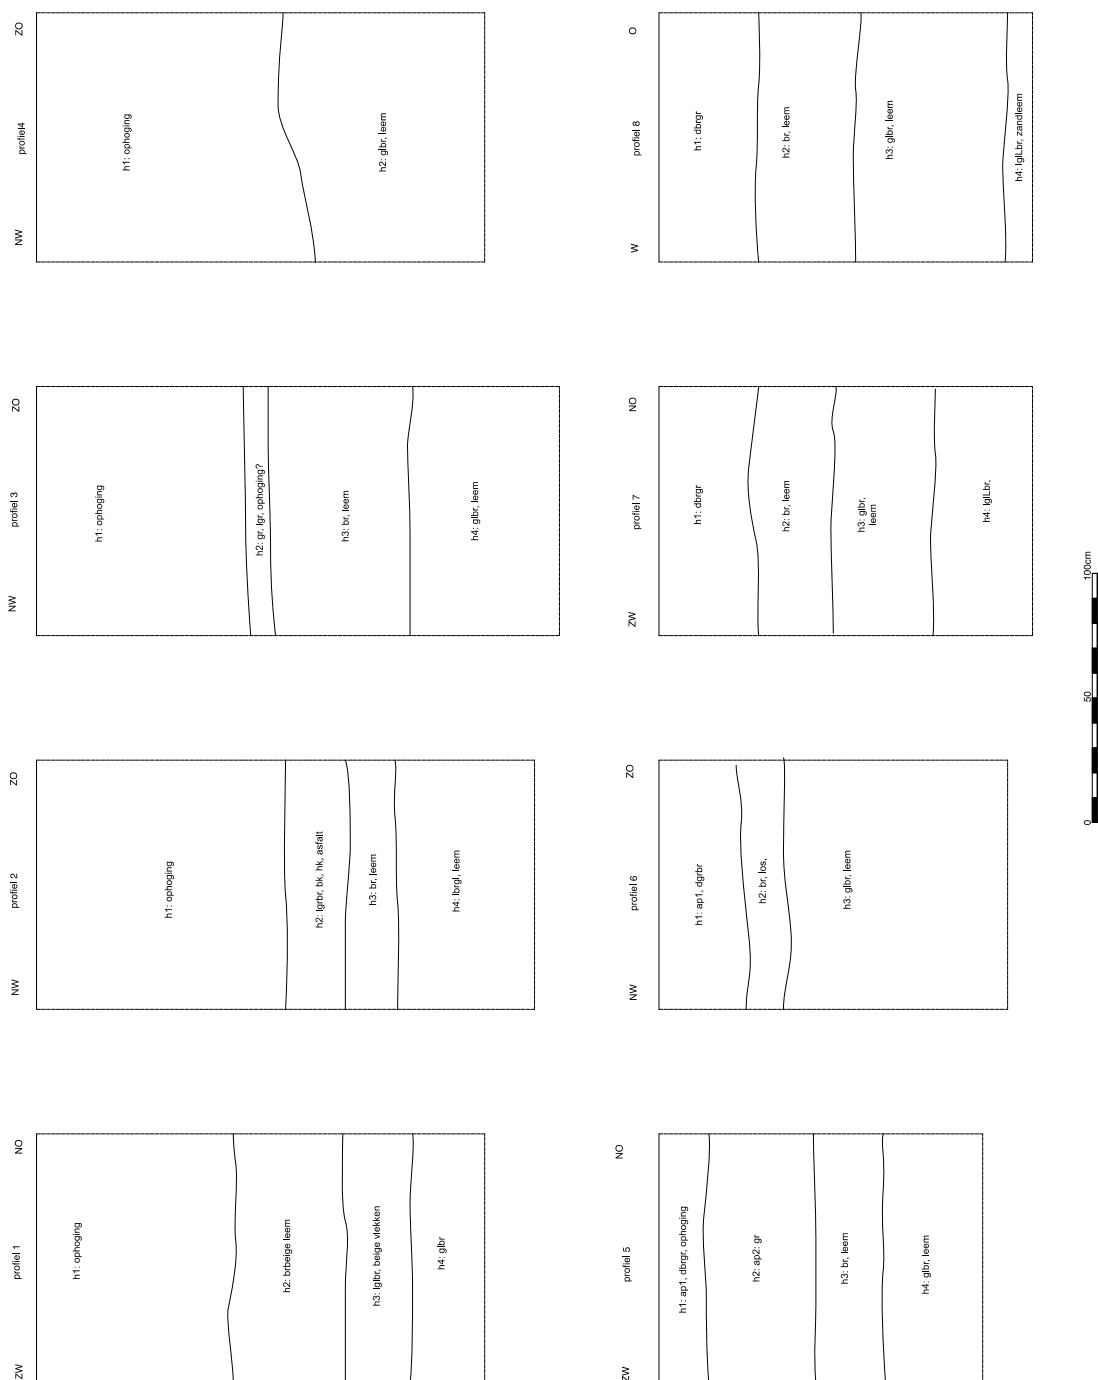 profiel 1
ZW
NO
h1: ophoging
h2: brbeige leem
h3: lglbr, beige vlekken
h4: glbr
profiel 2
NW
ZO
h1: ophoging
h2: lgrbr, bk, hk, asfalt
h3: br, leem
h4: lbrgl, leem
profiel 3
NW
ZO
h1: ophoging
h2: gr, lgr, ophoging?
h3: br, leem
h4: glbr, leem
profiel4
NW
ZO
h1: ophoging
h2: glbr, leem
profiel 5
ZW
NO
h1: ap1, dbrgr, ophoging
h2: ap2: gr
h3: br, leem
h4: glbr, leem
profiel 6
NW
ZO
h1: ap1, dgrbr
h2: br, los,
h3: glbr, leem
profiel 7
ZW
NO
h1: dbrgr
h2: br, leem
h3: glbr,
leem
h4: lglLbr,
profiel 8
W
O
h1: dbrgr
h2: br, leem
h3: glbr, leem
h4: lglLbr, zandleem
0
50
100cm